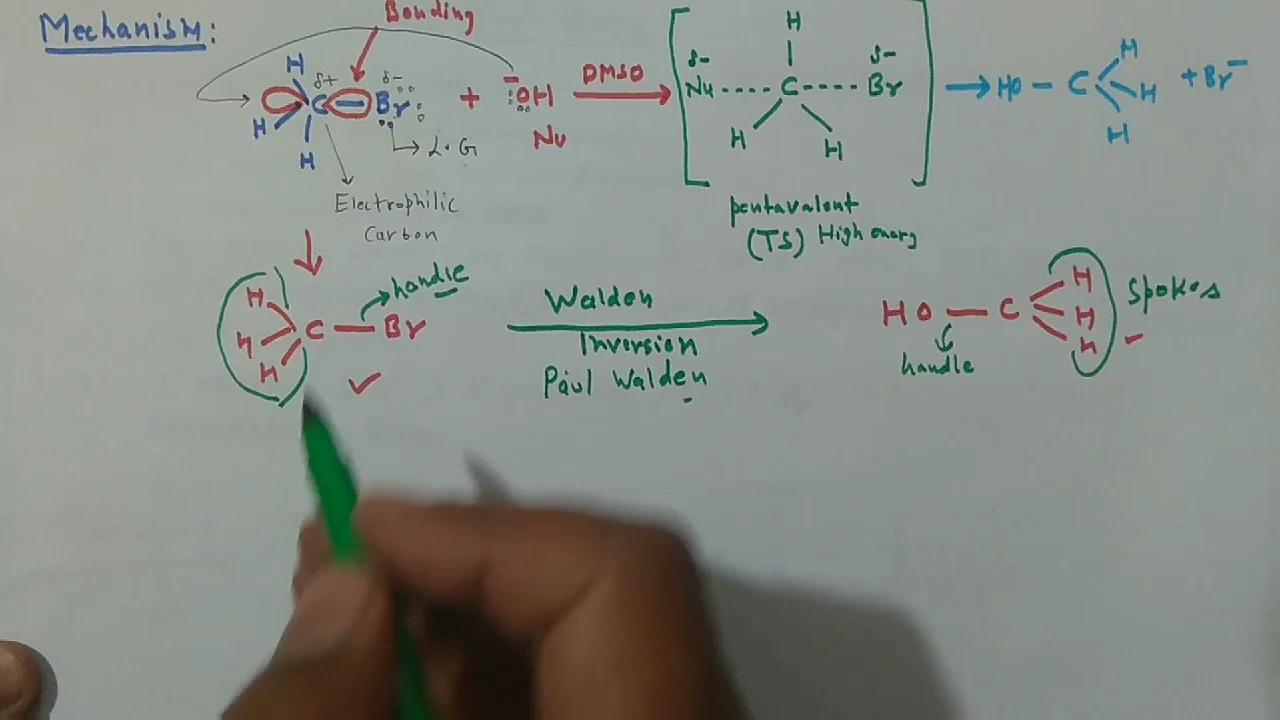 Mechanism:
Bonding
H δ+ δ-
H C — Br + :OH DMSO
H
Nu
L.G
Electrophilic
Carbon
H
δ- δ-
Nu ---- C ---- Br
H H
pentavalent
(TS) High energy
HO — C H H H + Br⁻
H
H C — Br
H
handle
Walden
Inversion
Paul Walden
H
HO — C H
H
handle
Spokes